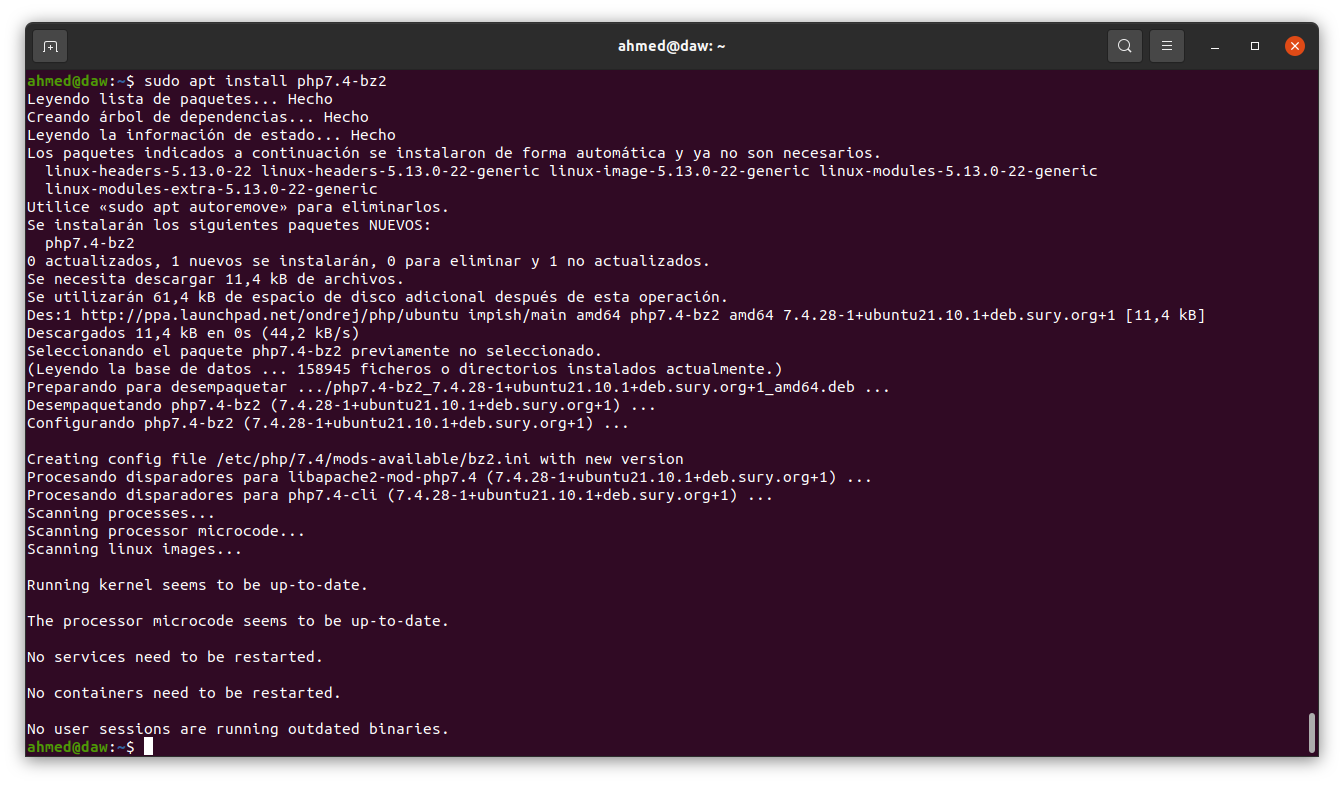 ahmed@daw: ~
ahmed@daw:~$ sudo apt install php7.4-bz2
Leyendo lista de paquetes... Hecho
Creando árbol de dependencias... Hecho
Leyendo la información de estado... Hecho
Los paquetes indicados a continuación se instalaron de forma automática y ya no son necesarios.
  linux-headers-5.13.0-22 linux-headers-5.13.0-22-generic linux-image-5.13.0-22-generic linux-modules-5.13.0-22-generic
  linux-modules-extra-5.13.0-22-generic
Utilice «sudo apt autoremove» para eliminarlos.
Se instalarán los siguientes paquetes NUEVOS:
  php7.4-bz2
0 actualizados, 1 nuevos se instalarán, 0 para eliminar y 1 no actualizados.
Se necesita descargar 11,4 kB de archivos.
Se utilizarán 61,4 kB de espacio de disco adicional después de esta operación.
Des:1 http://ppa.launchpad.net/ondrej/php/ubuntu impish/main amd64 php7.4-bz2 amd64 7.4.28-1+ubuntu21.10.1+deb.sury.org+1 [11,4 kB]
Descargados 11,4 kB en 0s (44,2 kB/s)
Seleccionando el paquete php7.4-bz2 previamente no seleccionado.
(Leyendo la base de datos ... 158945 ficheros o directorios instalados actualmente.)
Preparando para desempaquetar .../php7.4-bz2_7.4.28-1+ubuntu21.10.1+deb.sury.org+1_amd64.deb ...
Desempaquetando php7.4-bz2 (7.4.28-1+ubuntu21.10.1+deb.sury.org+1) ...
Configurando php7.4-bz2 (7.4.28-1+ubuntu21.10.1+deb.sury.org+1) ...

Creating config file /etc/php/7.4/mods-available/bz2.ini with new version
Procesando disparadores para libapache2-mod-php7.4 (7.4.28-1+ubuntu21.10.1+deb.sury.org+1) ...
Procesando disparadores para php7.4-cli (7.4.28-1+ubuntu21.10.1+deb.sury.org+1) ...
Scanning processes...
Scanning processor microcode...
Scanning linux images...

Running kernel seems to be up-to-date.

The processor microcode seems to be up-to-date.

No services need to be restarted.

No containers need to be restarted.

No user sessions are running outdated binaries.
ahmed@daw:~$